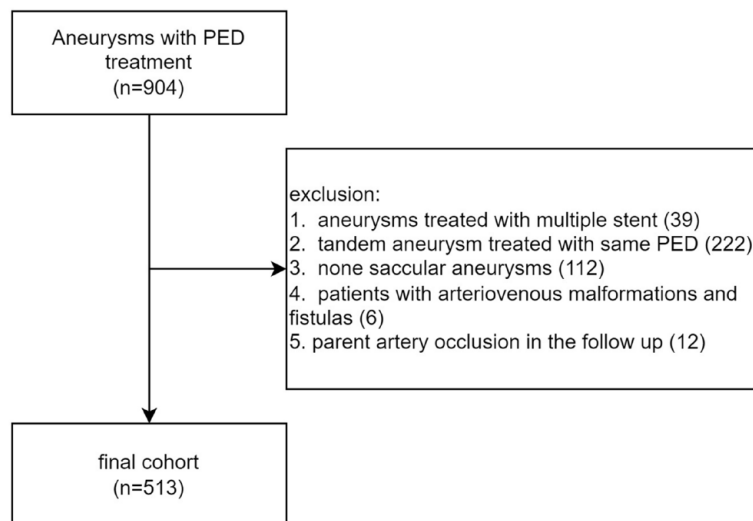 Aneurysms with PED
treatment
(n=904)
exclusion:
1. aneurysms treated with multiple stent (39)
2. tandem aneurysm treated with same PED (222)
3. none saccular aneurysms (112)
4. patients with arteriovenous malformations and
fistulas (6)
5. parent artery occlusion in the follow up (12)
final cohort
(n=513)